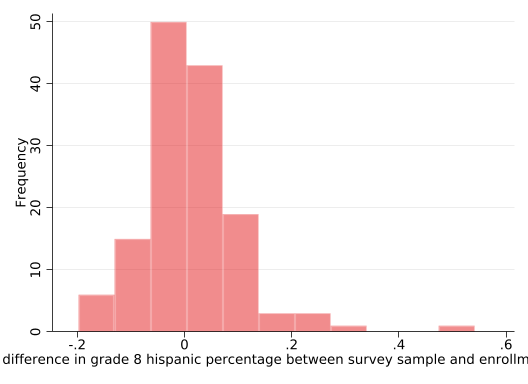 Frequency
50
40
30
20
10
0
-.2 0 .2 .4 .6
difference in grade 8 hispanic percentage between survey sample and enrollm